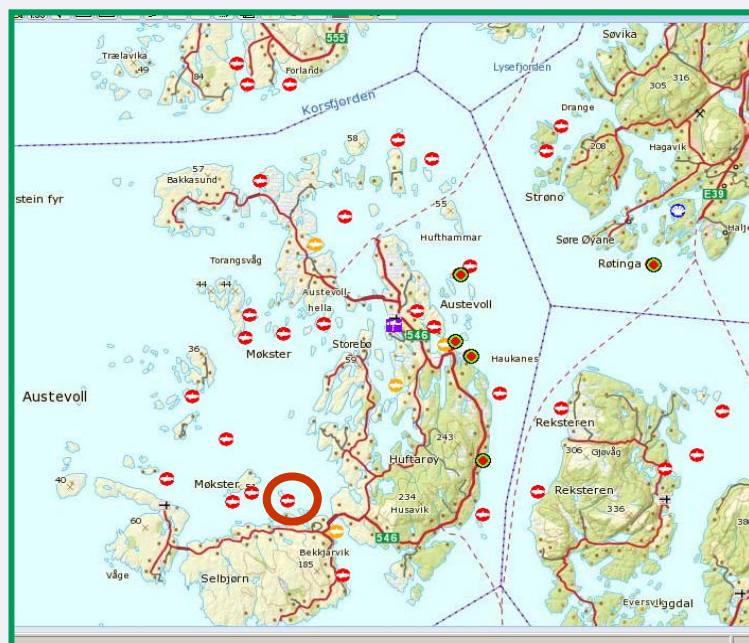 555
Søvika
Trælavika
49
84
Forland
Lysefjorden
316
305
Korsfjorden
Drange
58
208
Hagavik
57
Bakkasund
E39
stein fyr
Strøno
55
Hufthammar
Søre Øyane
Halje
Torangsvåg
Røtinga
44 44
Austevoll-
hella
Austevoll
546
Storebø
Møkster
36
59
Haukanes
Austevoll
Reksteren
243
306 Gjøvåg
Huftarøy
40
Møkster
51
Reksteren
234
Husavik
336
60
546
Bekkjarvik
185
Våge
Selbjørn
Eversvik
ggdal